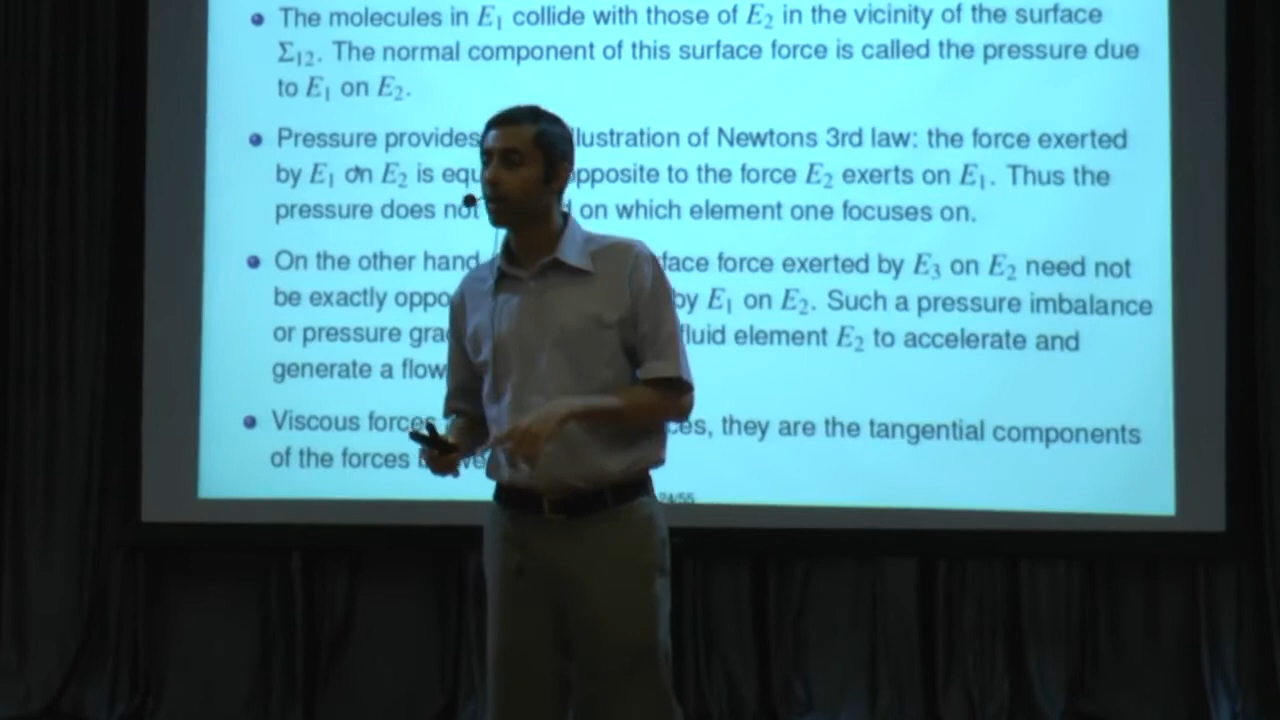 The molecules in E₁ collide with those of E₂ in the vicinity of the surface
Σ₁₂. The normal component of this surface force is called the pressure due
to E₁ on E₂.
Pressure provides llustration of Newtons 3rd law: the force exerted
by E₁ on E₂ is equ pposite to the force E₂ exerts on E₁. Thus the
pressure does not on which element one focuses on.
On the other hand face force exerted by E₃ on E₂ need not
be exactly oppo by E₁ on E₂. Such a pressure imbalance
or pressure gra fluid element E₂ to accelerate and
generate a flow
Viscous forces ces, they are the tangential components
of the forces
24/55